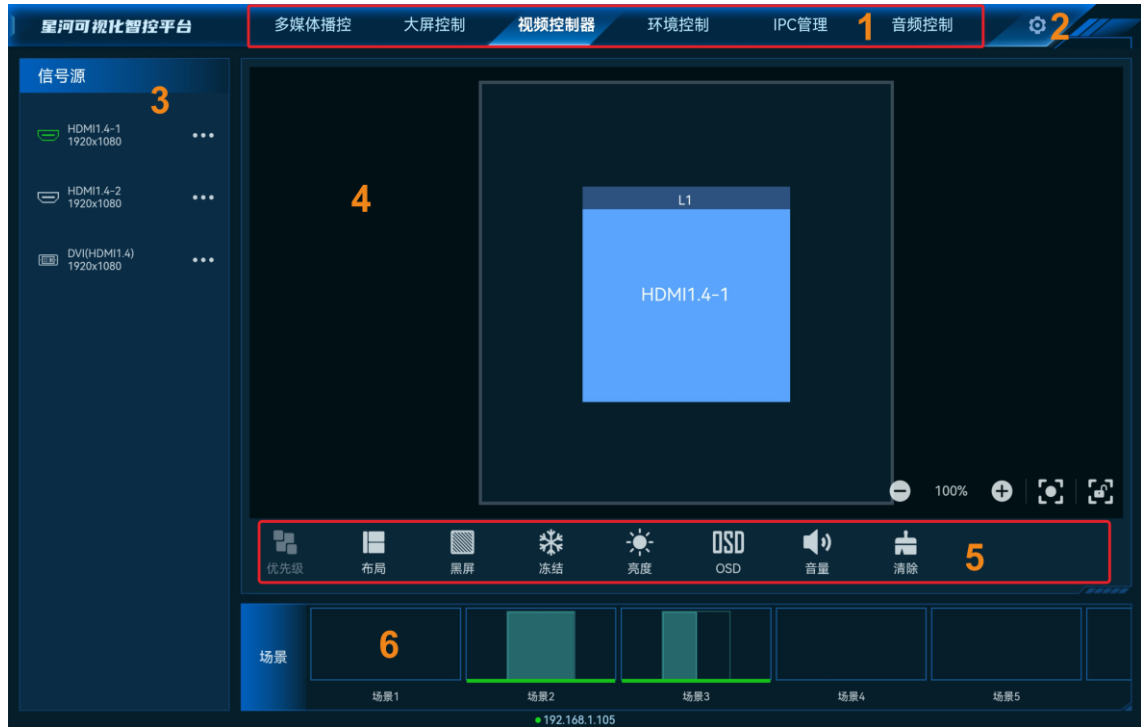 星河可视化智控平台
多媒体播控 大屏控制 视频控制器 环境控制 IPC管理 1 音频控制 2
信号源
3
HDMI1.4-1
1920x1080
HDMI1.4-2
1920x1080
DVI(HDMI1.4)
1920x1080
4
L1
HDMI1.4-1
100%
优先级 布局 黑屏 冻结 亮度 OSD OSD 音量 清除 5
场景
6
场景1 场景2 场景3 场景4 场景5
192.168.1.105